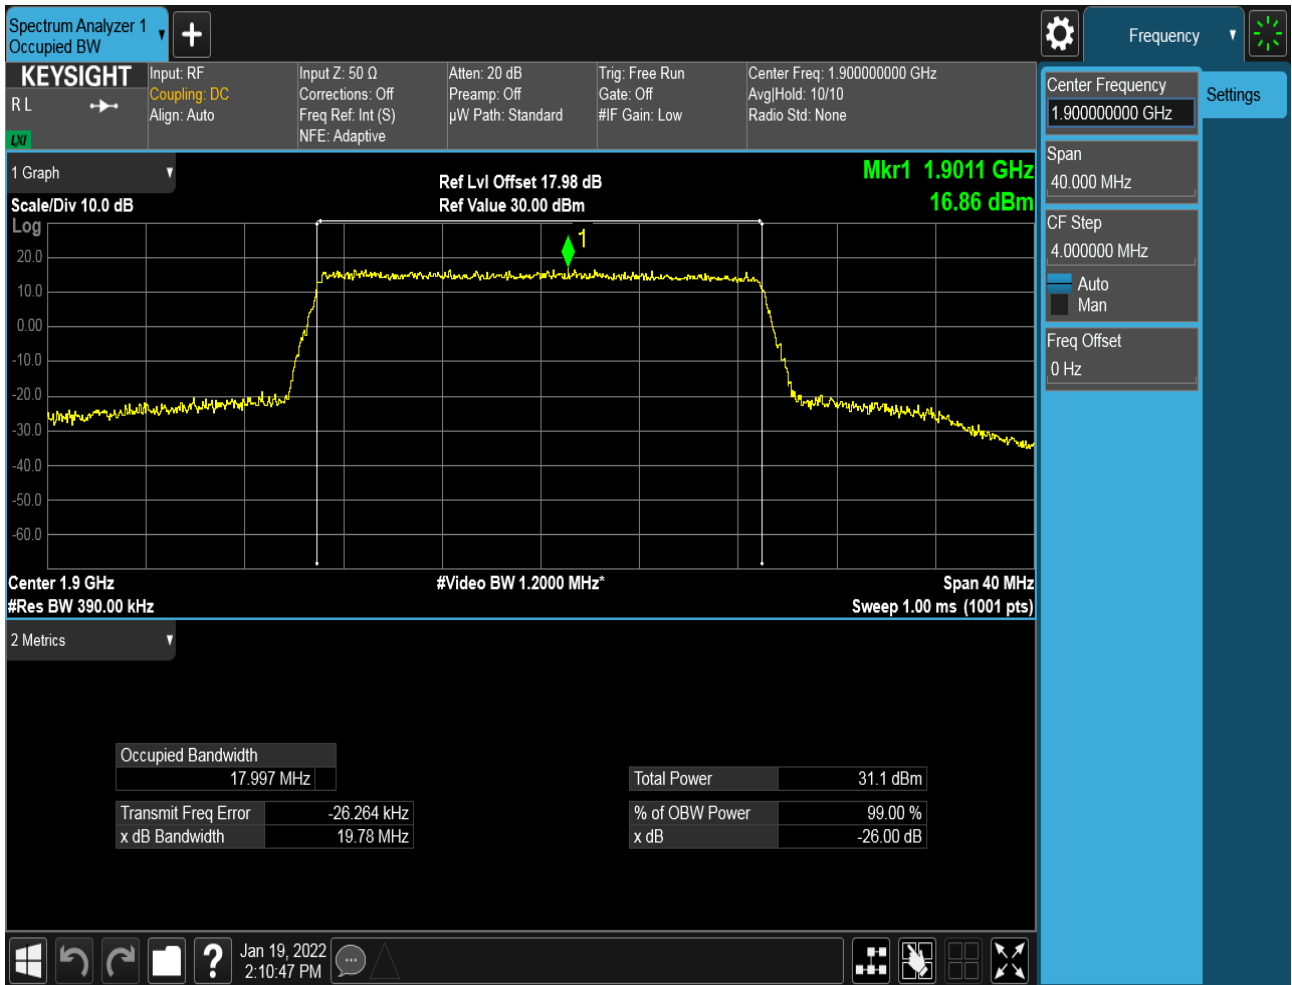 Spectrum Analyzer 1
Occupied BW
Frequency
KEYSIGHT
R L
LXI
Input: RF
Coupling: DC
Align: Auto
Input Z: 50 Ω
Corrections: Off
Freq Ref: Int (S)
NFE: Adaptive
Atten: 20 dB
Preamp: Off
µW Path: Standard
Trig: Free Run
Gate: Off
#IF Gain: Low
Center Freq: 1.900000000 GHz
Avg|Hold: 10/10
Radio Std: None
Center Frequency
1.900000000 GHz
Settings
Span
40.000 MHz
CF Step
4.000000 MHz
Auto
Man
Freq Offset
0 Hz
1 Graph
Scale/Div 10.0 dB
Log
Ref Lvl Offset 17.98 dB
Ref Value 30.00 dBm
Mkr1 1.9011 GHz
16.86 dBm
1
20.0
10.0
0.00
-10.0
-20.0
-30.0
-40.0
-50.0
-60.0
Center 1.9 GHz
#Video BW 1.2000 MHz*
Span 40 MHz
#Res BW 390.00 kHz
Sweep 1.00 ms (1001 pts)
2 Metrics
Occupied Bandwidth
17.997 MHz
Transmit Freq Error -26.264 kHz
x dB Bandwidth 19.78 MHz
Total Power 31.1 dBm
% of OBW Power 99.00 %
x dB -26.00 dB
?
Jan 19, 2022
2:10:47 PM